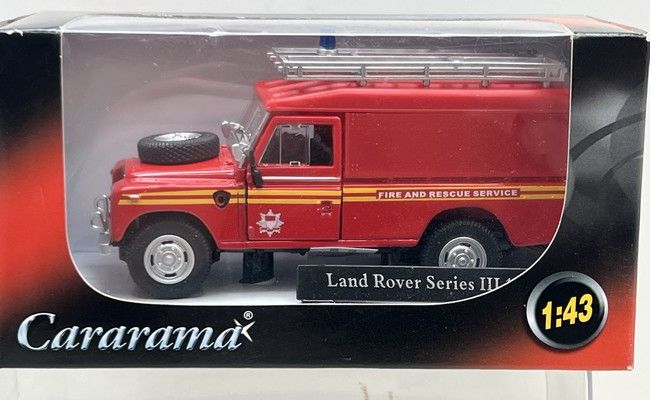 FIRE AND RESCUE SERVICE
Land Rover Series III
Cararama®
1:43